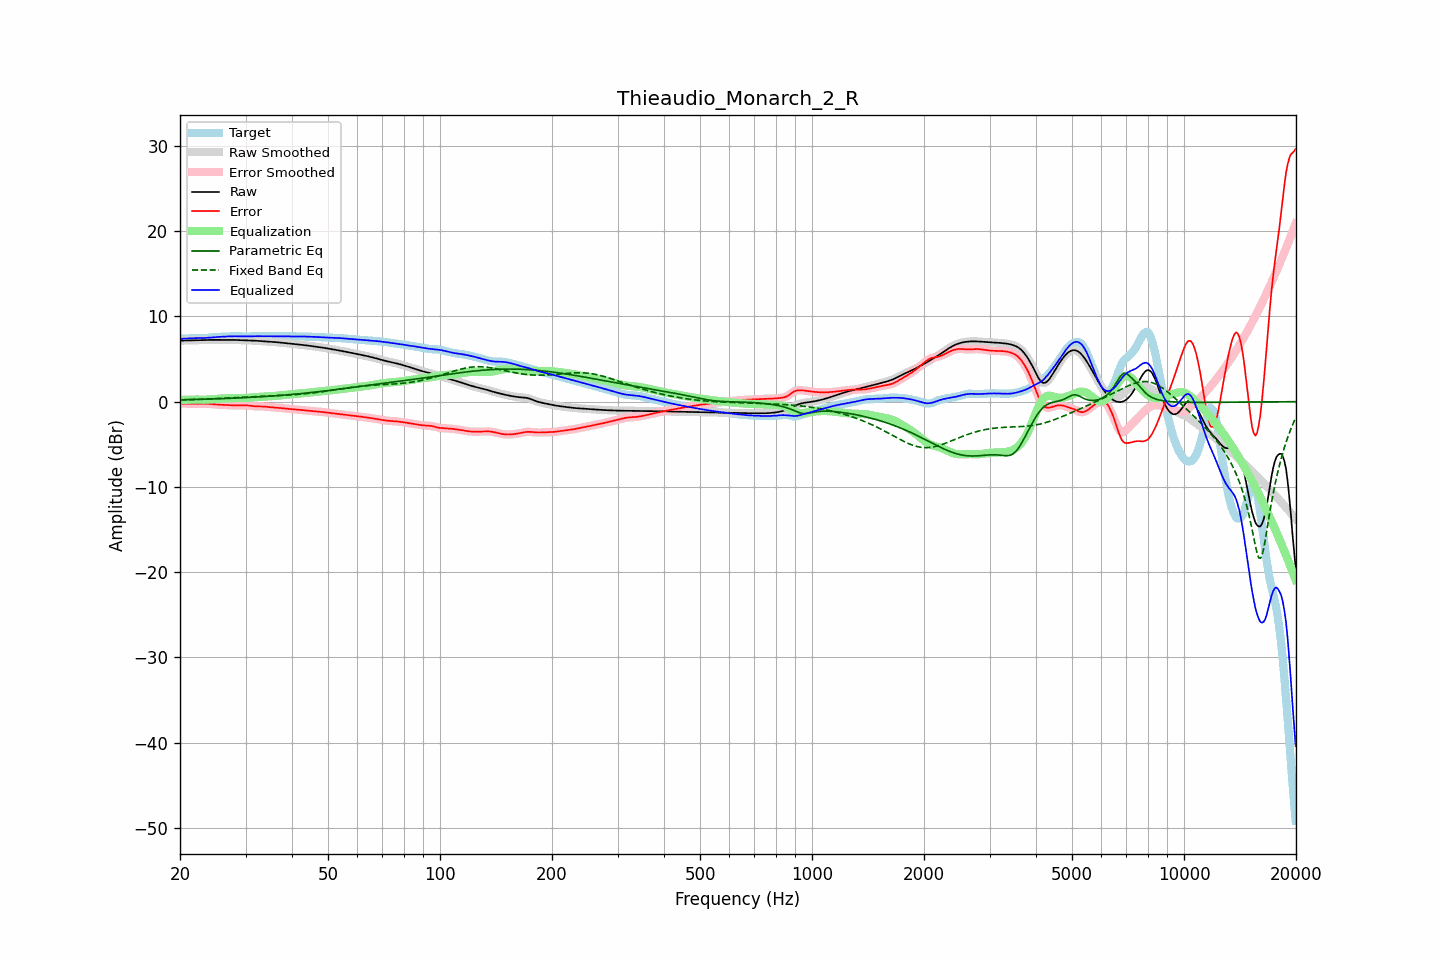 Thieaudio_Monarch_2_R
Target
Raw Smoothed
Error Smoothed
Raw
Error
Equalization
Parametric Eq
Fixed Band Eq
Equalized
30
20
10
0
−10
−20
−30
−40
−50
Amplitude (dBr)
20 50 100 200 500 1000 2000 5000 10000 20000
Frequency (Hz)